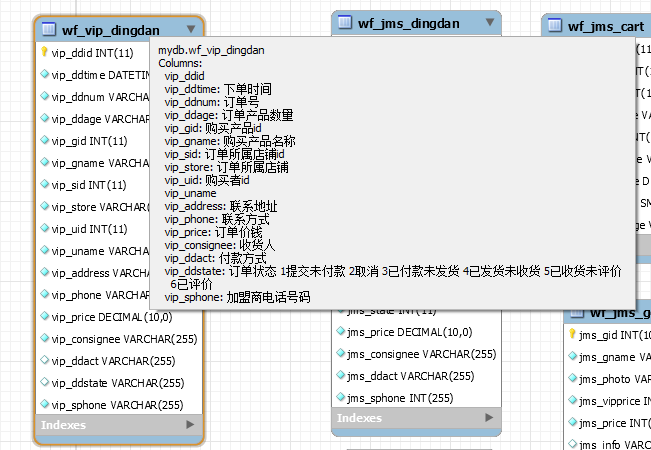 wf_vip_dingdan
vip_ddid INT(11)
vip_ddtime DATETIM
vip_ddnum VARCHAR
vip_ddage VARCHAR(
vip_gid INT(11)
vip_gname VARCHAR
vip_sid INT(11)
vip_store VARCHAR(
vip_uid INT(11)
vip_uname VARCHAR
vip_address VARCHAR
vip_phone VARCHAR
vip_price DECIMAL(10,0)
vip_consignee VARCHAR(255)
vip_ddact VARCHAR(255)
vip_ddstate VARCHAR(255)
vip_sphone VARCHAR(255)
Indexes
mydb.wf_vip_dingdan
Columns:
vip_ddid
vip_ddtime: 下单时间
vip_ddnum: 订单号
vip_ddage: 订单产品数量
vip_gid: 购买产品id
vip_gname: 购买产品名称
vip_sid: 订单所属店铺id
vip_store: 订单所属店铺
vip_uid: 购买者id
vip_uname
vip_address: 联系地址
vip_phone: 联系方式
vip_price: 订单价钱
vip_consignee: 收货人
vip_ddact: 付款方式
vip_ddstate: 订单状态 1提交未付款 2取消 3已付款未发货 4已发货未收货 5已收货未评价
6已评价
vip_sphone: 加盟商电话号码
wf_jms_dingdan
jms_state INT(11)
jms_price DECIMAL(10,0)
jms_consignee VARCHAR(255)
jms_ddact VARCHAR(255)
jms_sphone INT(255)
Indexes
wf_jms_cart
wf_jms_g
jms_gid INT(10
jms_gname VAR
jms_photo VAR
jms_vipprice INT
jms_price INT(1
jms_info VARC